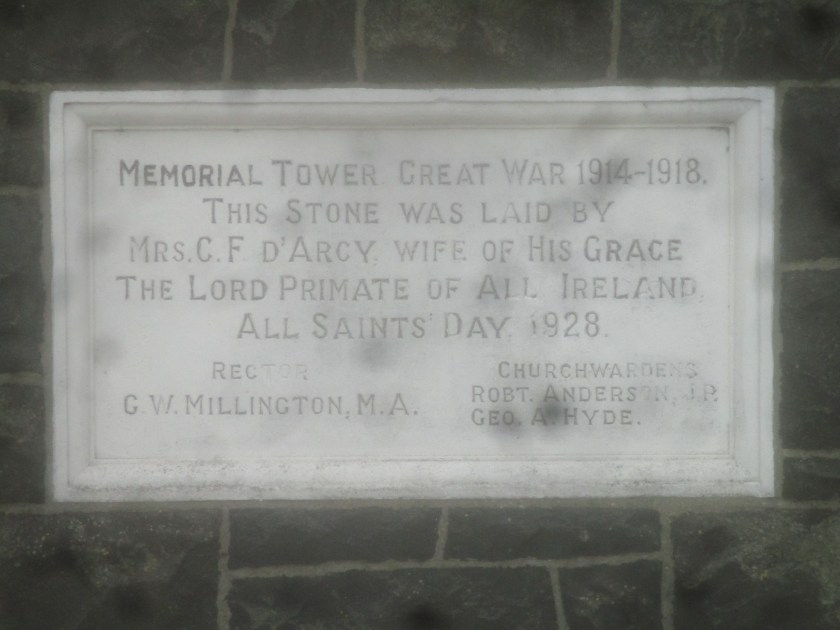 MEMORIAL TOWER. GREAT WAR 1914-1918.
THIS STONE WAS LAID BY
MRS. C. F. D'ARCY, WIFE OF HIS GRACE
THE LORD PRIMATE OF ALL IRELAND,
ALL SAINTS' DAY, 1928.
RECTOR
G. W. MILLINGTON, M.A.
CHURCHWARDENS
ROBT. ANDERSON, J.P.
GEO. A. HYDE.